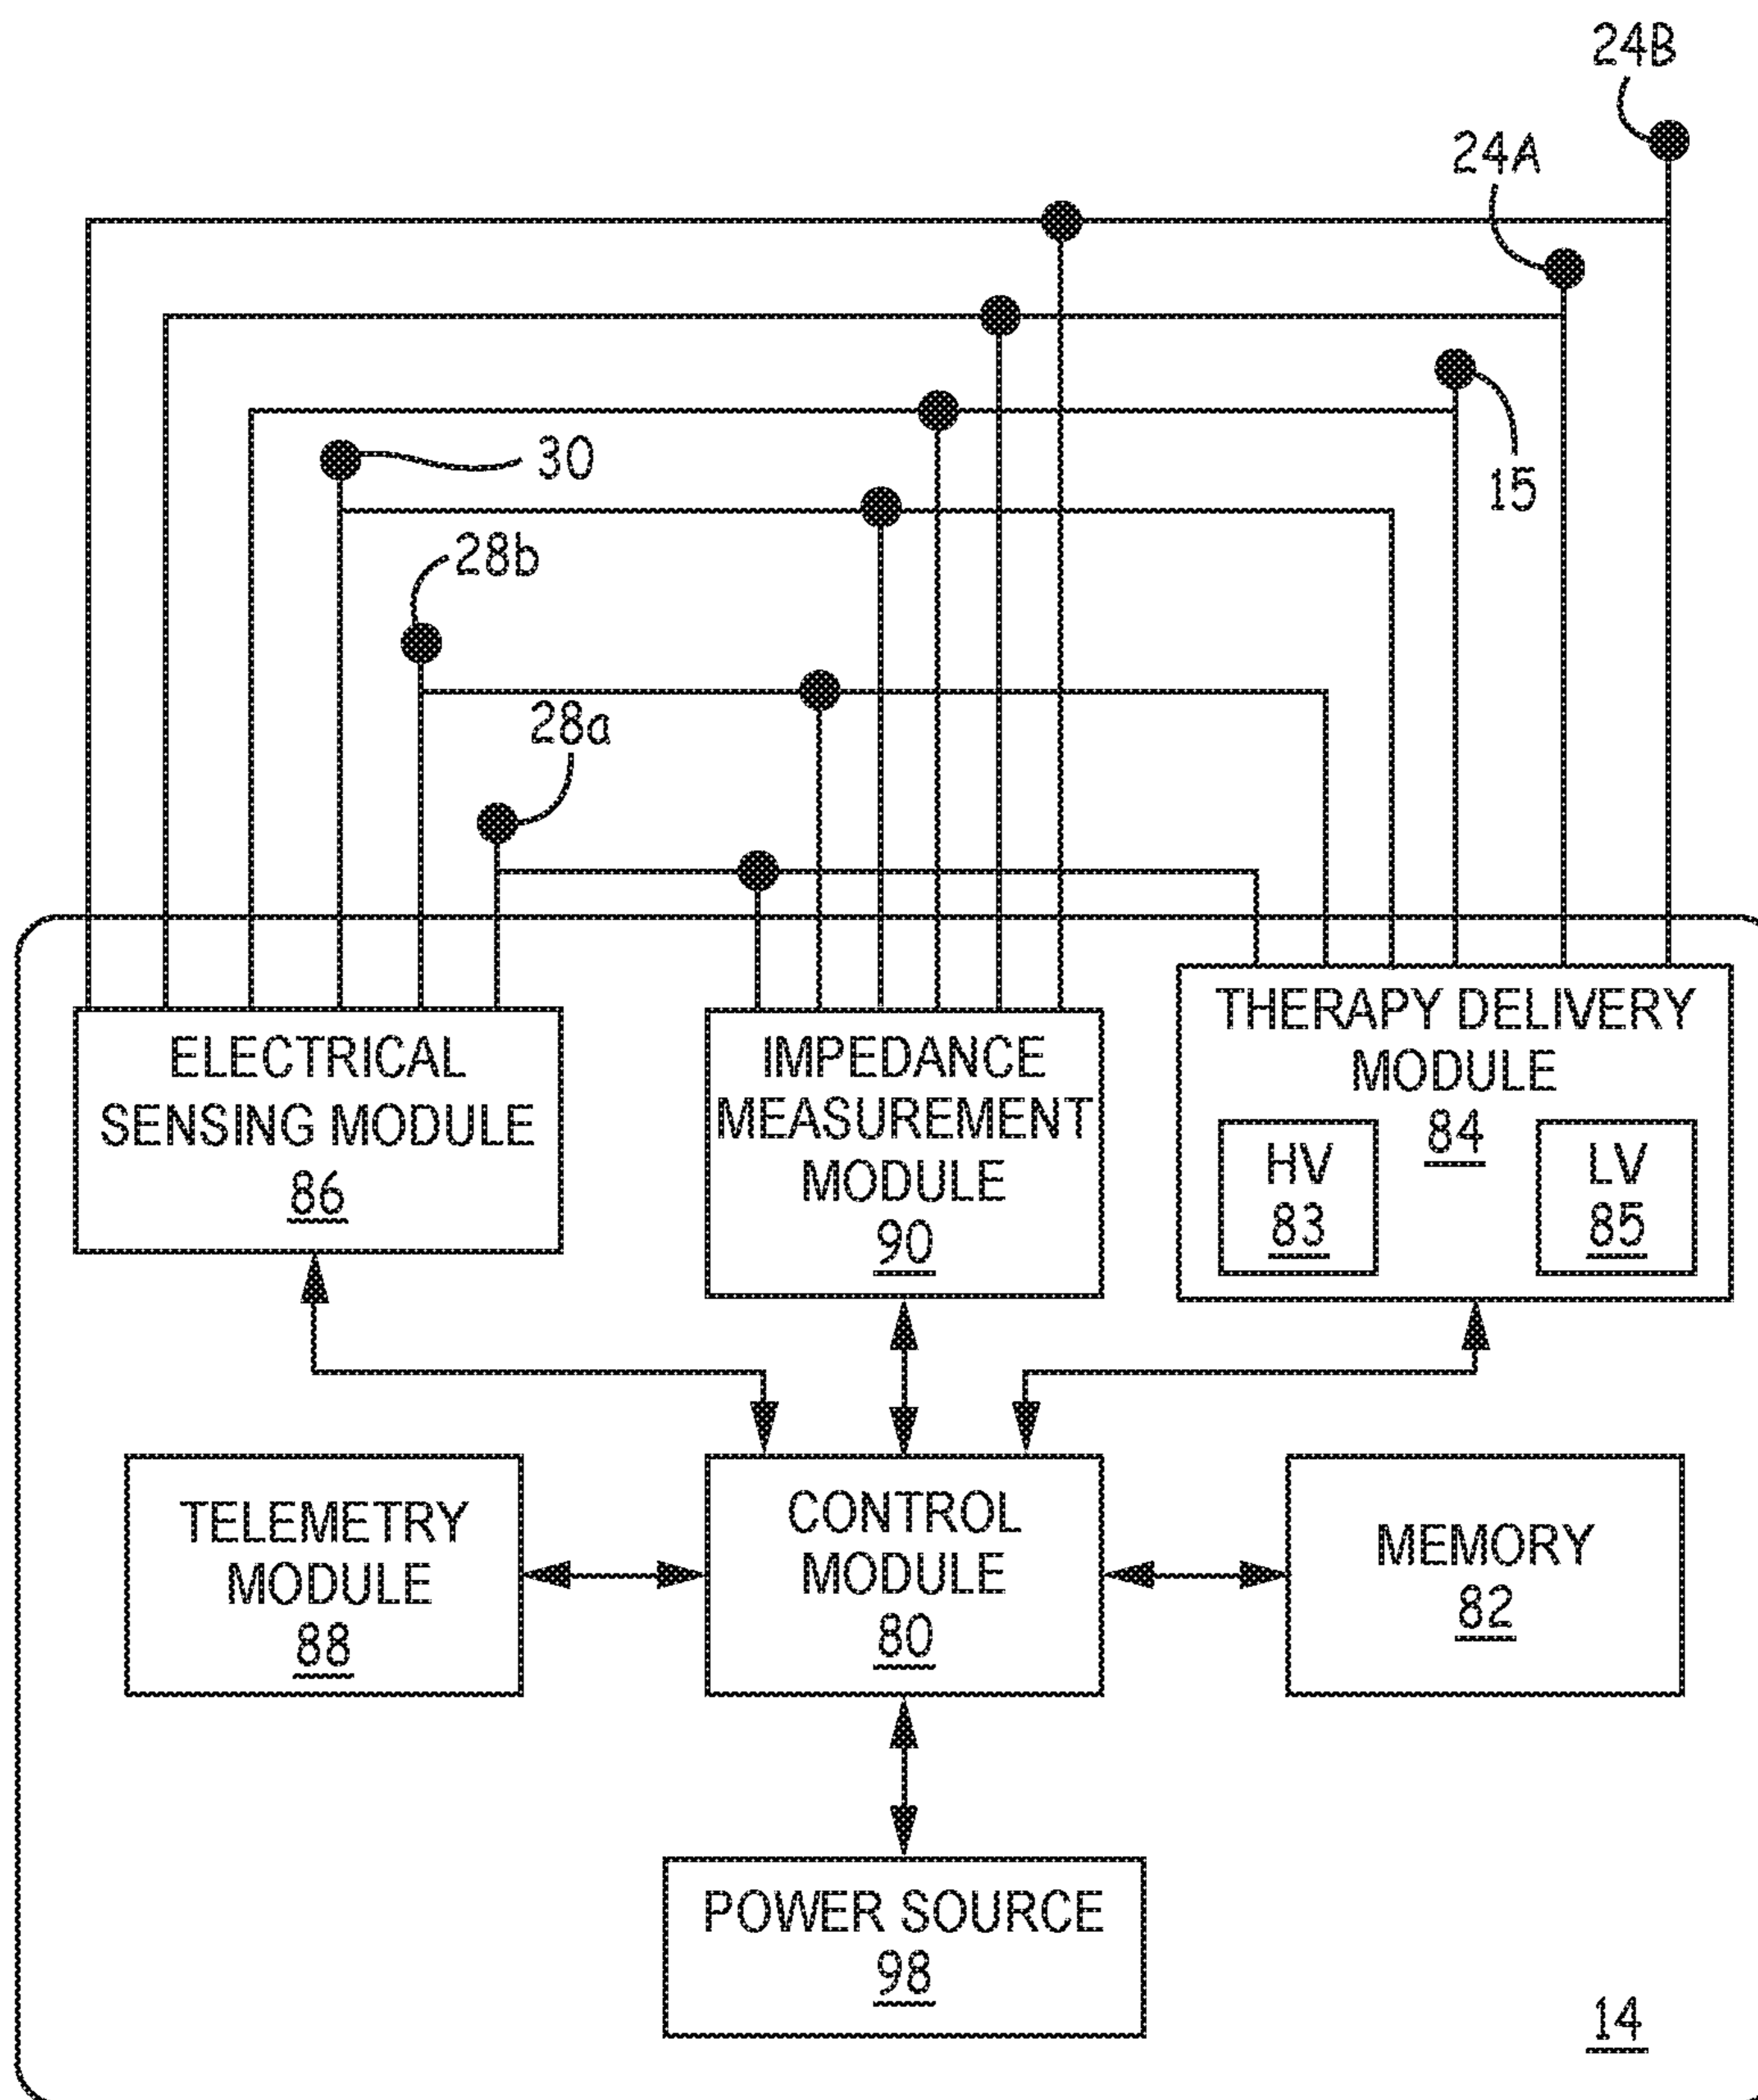 24B
24A
30
15
28b
28a
ELECTRICAL
SENSING MODULE
86
IMPEDANCE
MEASUREMENT
MODULE
90
THERAPY DELIVERY
MODULE
84
HV
83
LV
85
TELEMETRY
MODULE
88
CONTROL
MODULE
80
MEMORY
82
POWER SOURCE
98
14